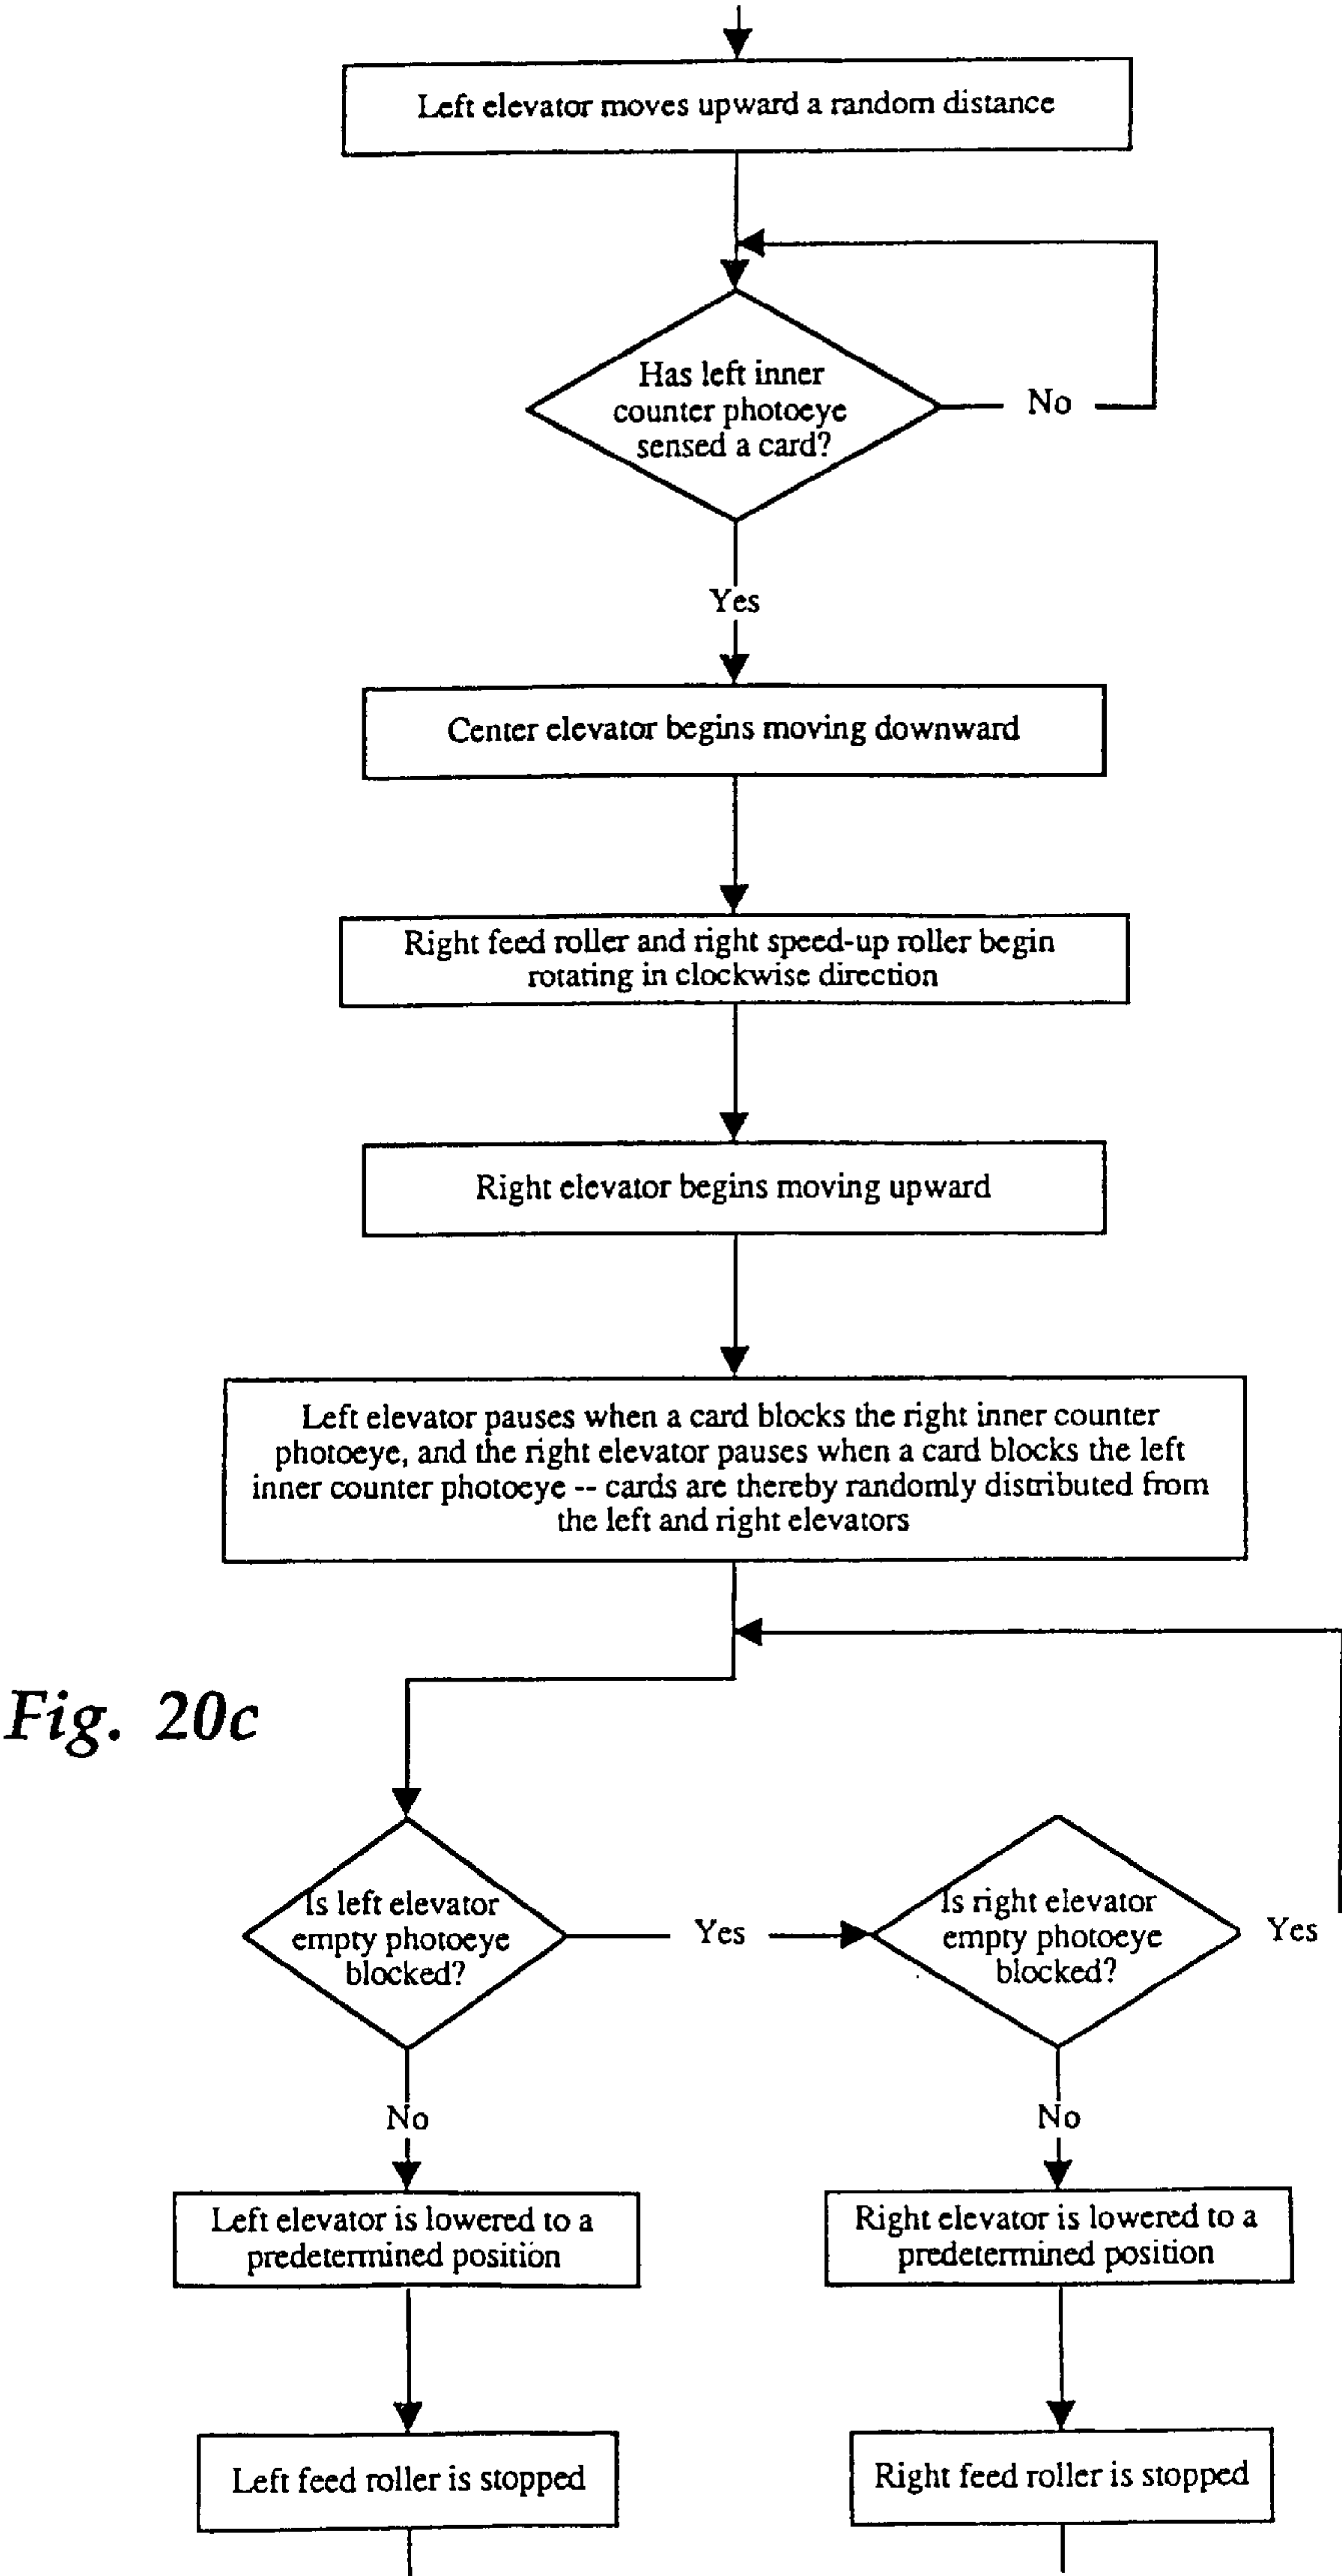 Left elevator moves upward a random distance
Has left inner
counter photoeye
sensed a card?
No
Yes
Center elevator begins moving downward
Right feed roller and right speed-up roller begin
rotating in clockwise direction
Right elevator begins moving upward
Left elevator pauses when a card blocks the right inner counter
photoeye, and the right elevator pauses when a card blocks the left
inner counter photoeye -- cards are thereby randomly distributed from
the left and right elevators
Fig. 20c
Is left elevator
empty photoeye
blocked?
Yes
Is right elevator
empty photoeye
blocked?
Yes
No
No
Left elevator is lowered to a
predetermined position
Right elevator is lowered to a
predetermined position
Left feed roller is stopped
Right feed roller is stopped